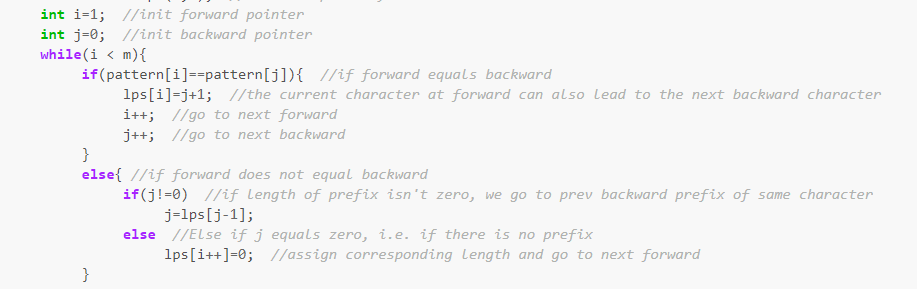 int i=1;  //init forward pointer
int j=0;  //init backward pointer
while(i < m){
     if(pattern[i]==pattern[j]){  //if forward equals backward
          lps[i]=j+1;  //the current character at forward can also lead to the next backward character
          i++;  //go to next forward
          j++;  //go to next backward
     }
     else{ //if forward does not equal backward
          if(j!=0)  //if length of prefix isn't zero, we go to prev backward prefix of same character
               j=lps[j-1];
          else  //Else if j equals zero, i.e. if there is no prefix
               lps[i++]=0;  //assign corresponding length and go to next forward
     }